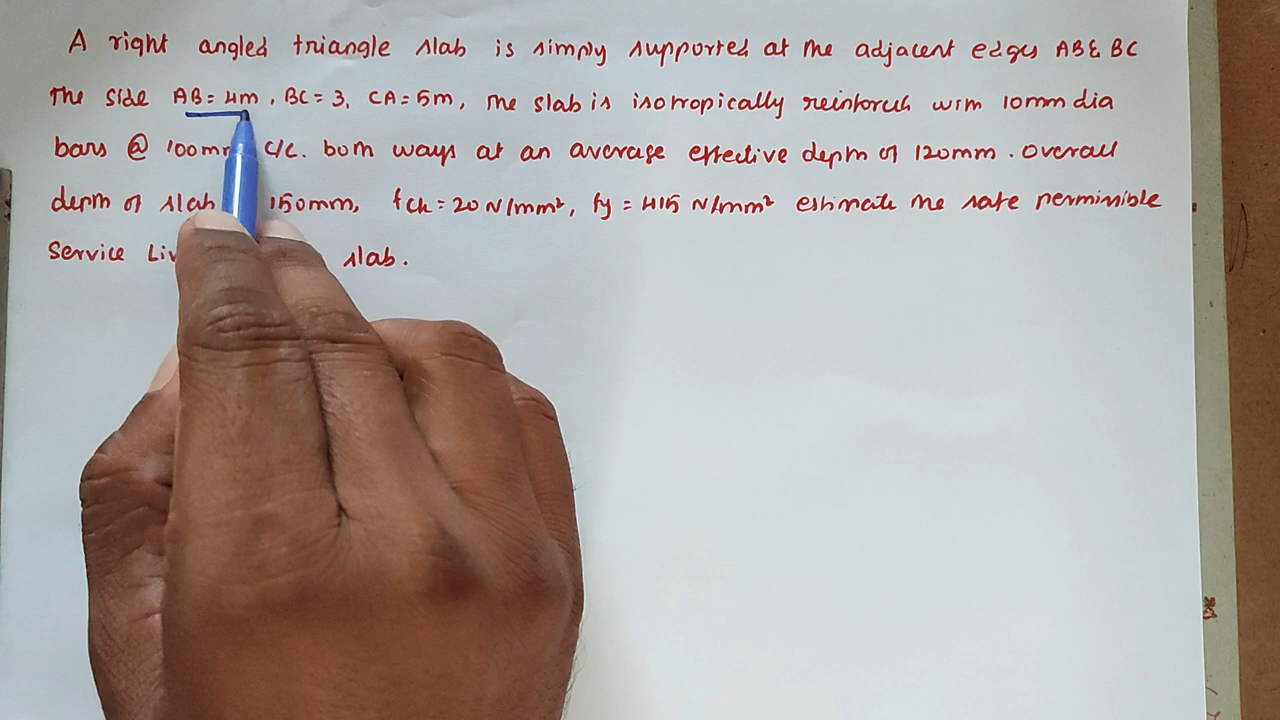 A right angled triangle slab is simply supported at the adjacent edges AB & BC
The side AB = 4m, BC = 3, CA = 5m, The slab is isotropically reinforced with 10mm dia
bars @ 100m c/c. both ways at an average effective depth of 120mm. overall
depth of slab 150mm, fck = 20 N/mm², fy = 415 N/mm² estimate the safe permissible
Service slab.